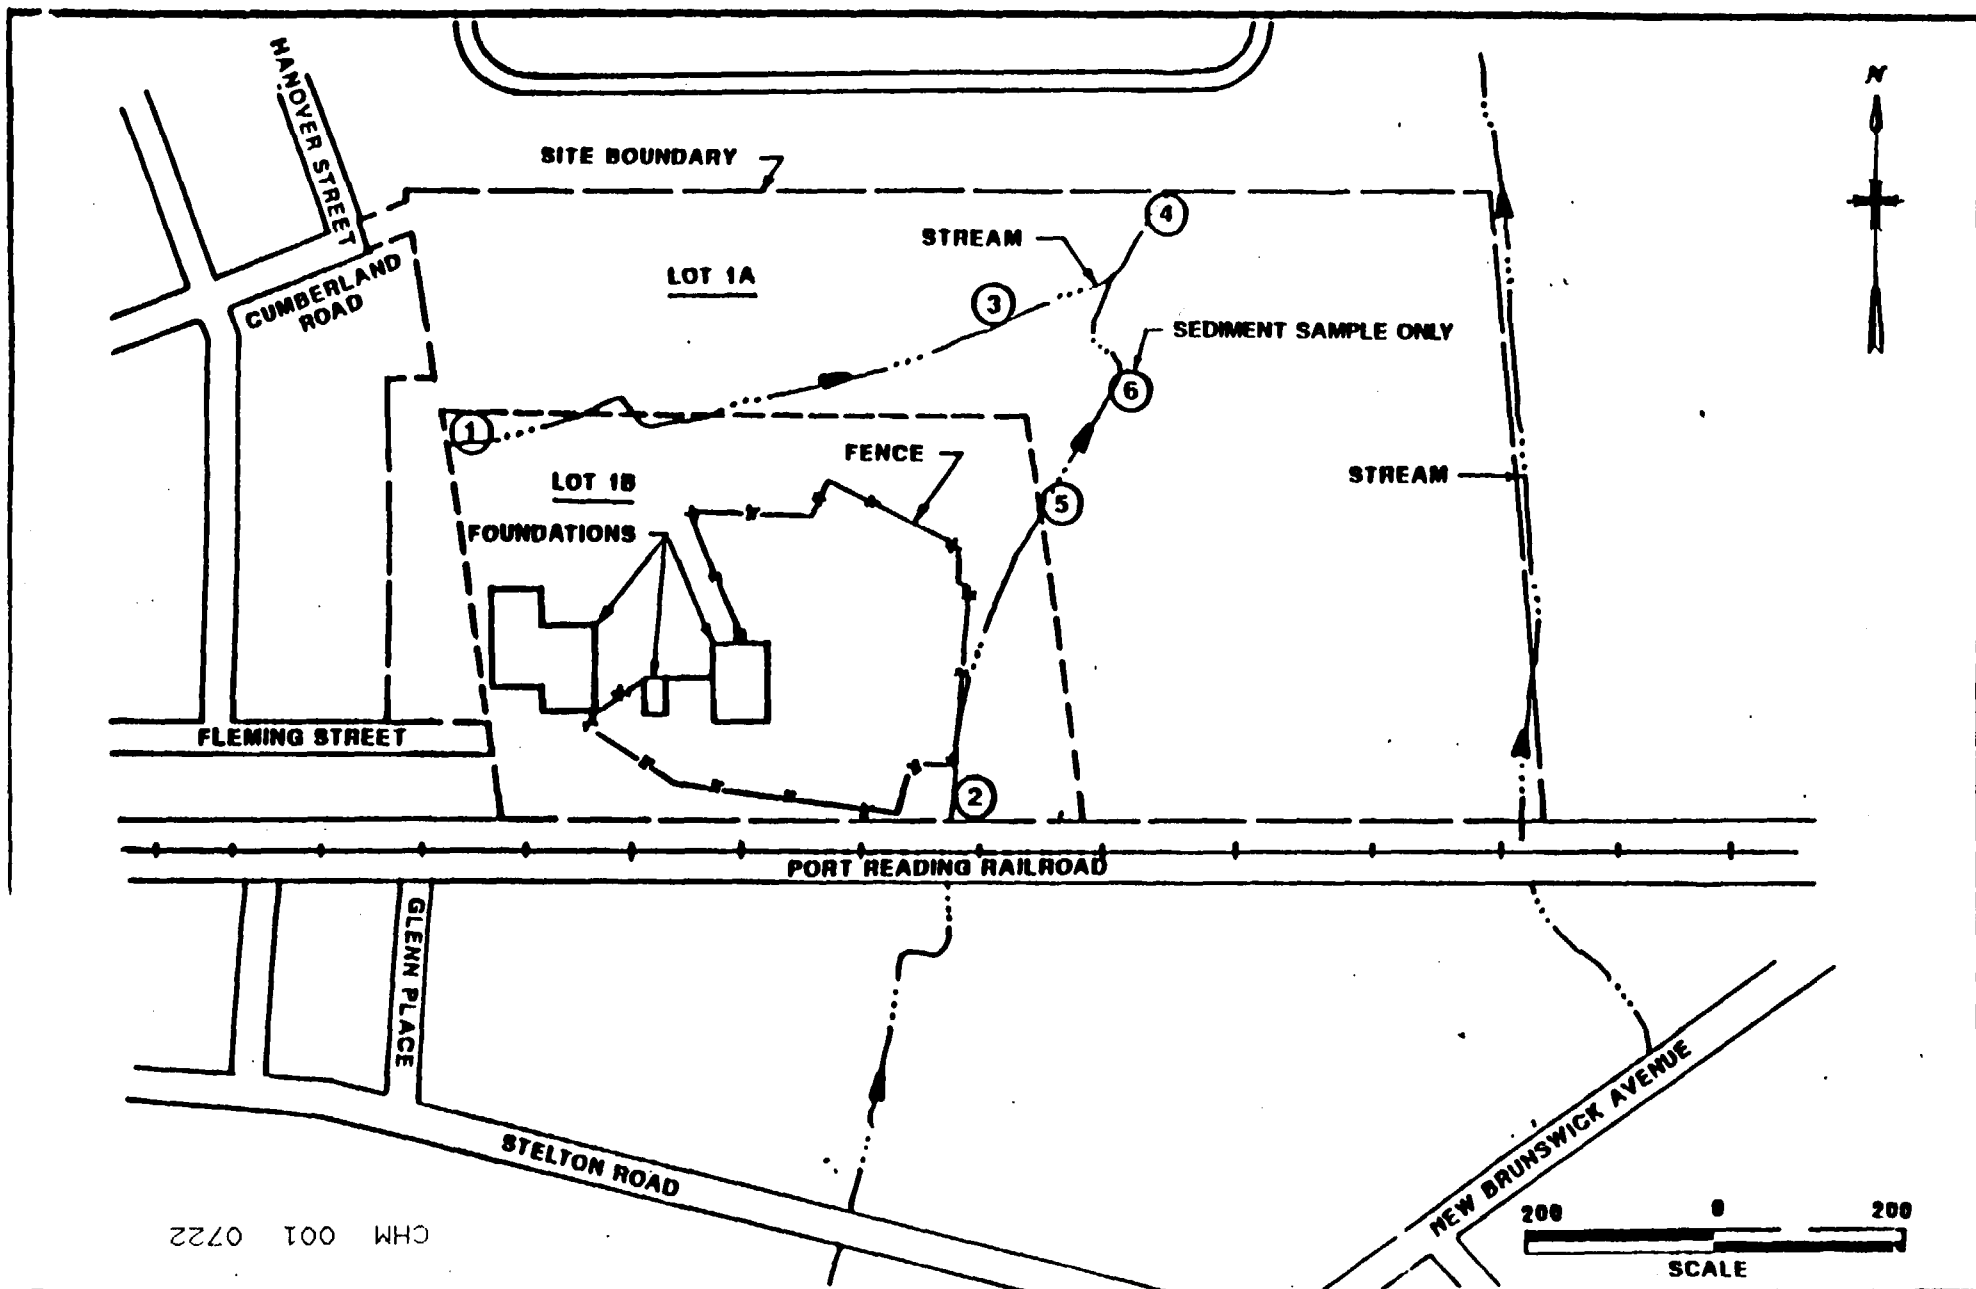 HANOVER STREET
N
SITE BOUNDARY
4
STREAM
CUMBERLAND
ROAD
LOT 1A
3
SEDIMENT SAMPLE ONLY
6
1
FENCE
LOT 1B
STREAM
5
FOUNDATIONS
FLEMING STREET
2
PORT READING RAILROAD
GLENN PLACE
STELTON ROAD
NEW BRUNSWICK AVENUE
200 0 200
SCALE
CHM 001 0722